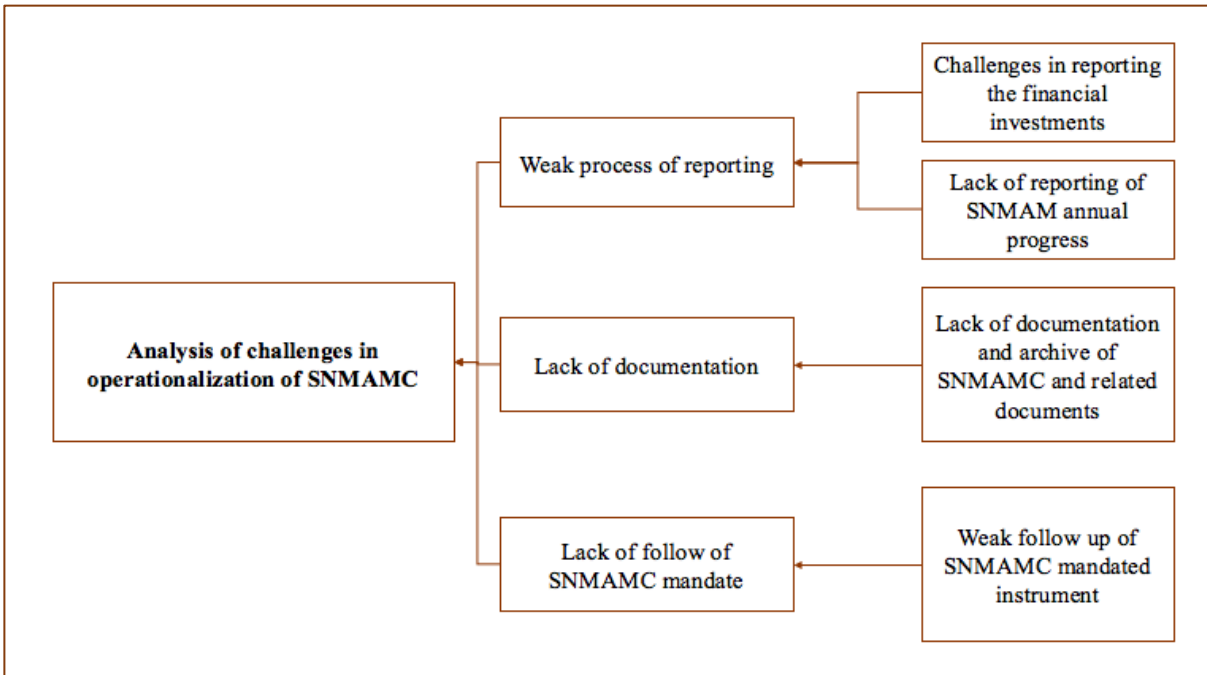 Analysis of challenges in
operationalization of SNMAMC
Weak process of reporting
Lack of documentation
Lack of follow of
SNMAMC mandate
Challenges in reporting
the financial
investments
Lack of reporting of
SNMAM annual
progress
Lack of documentation
and archive of
SNMAMC and related
documents
Weak follow up of
SNMAMC mandated
instrument